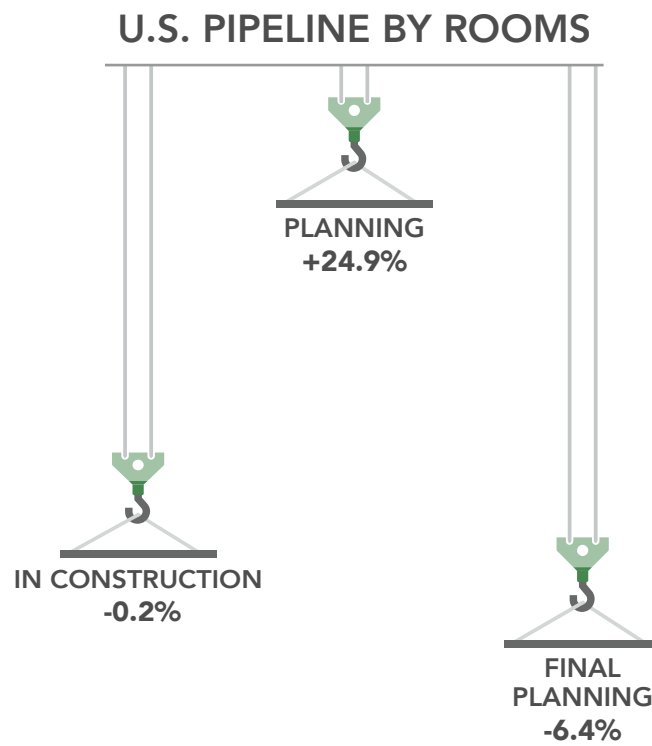 U.S. PIPELINE BY ROOMS
PLANNING
+24.9%
IN CONSTRUCTION
-0.2%
FINAL
PLANNING
-6.4%